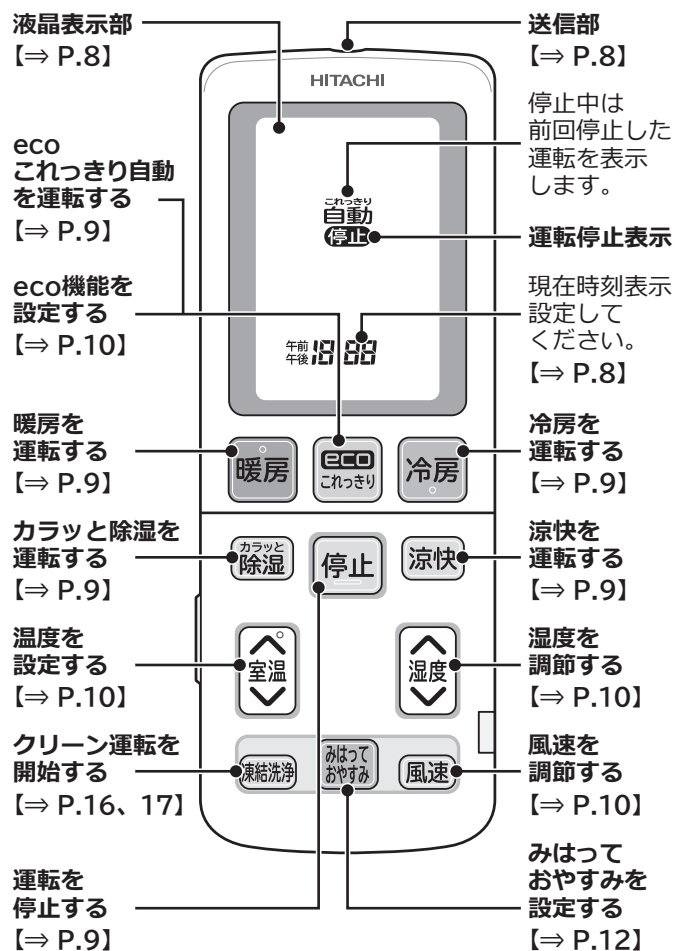 液晶表示部
【⇒ P.8】
eco
これっきり自動
を運転する
【⇒ P.9】
eco機能を
設定する
【⇒ P.10】
暖房を
運転する
【⇒ P.9】
カラッと除湿を
運転する
【⇒ P.9】
温度を
設定する
【⇒ P.10】
クリーン運転を
開始する
【⇒ P.16、17】
運転を
停止する
【⇒ P.9】
HITACHI
これっきり
自動
停止
午前
午後
18:88
暖房
eco
これっきり
冷房
カラッと
除湿
停止
涼快
室温
湿度
凍結洗浄
みはって
おやすみ
風速
送信部
【⇒ P.8】
停止中は
前回停止した
運転を表示
します。
運転停止表示
現在時刻表示
設定して
ください。
【⇒ P.8】
冷房を
運転する
【⇒ P.9】
涼快を
運転する
【⇒ P.9】
湿度を
調節する
【⇒ P.10】
風速を
調節する
【⇒ P.10】
みはって
おやすみを
設定する
【⇒ P.12】